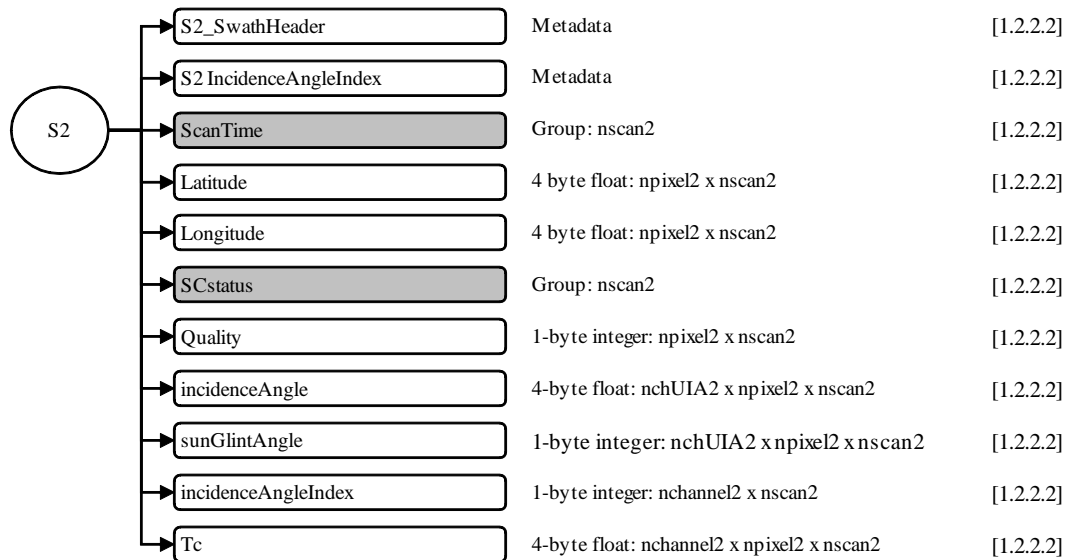 S2_SwathHeader Metadata [1.2.2.2]
S2 IncidenceAngleIndex Metadata [1.2.2.2]
S2 ScanTime Group: nscan2 [1.2.2.2]
Latitude 4 byte float: npixel2 x nscan2 [1.2.2.2]
Longitude 4 byte float: npixel2 x nscan2 [1.2.2.2]
SCstatus Group: nscan2 [1.2.2.2]
Quality 1-byte integer: npixel2 x nscan2 [1.2.2.2]
incidenceAngle 4-byte float: nchUIA2 x npixel2 x nscan2 [1.2.2.2]
sunGlintAngle 1-byte integer: nchUIA2 x npixel2 x nscan2 [1.2.2.2]
incidenceAngleIndex 1-byte integer: nchannel2 x nscan2 [1.2.2.2]
Tc 4-byte float: nchannel2 x npixel2 x nscan2 [1.2.2.2]